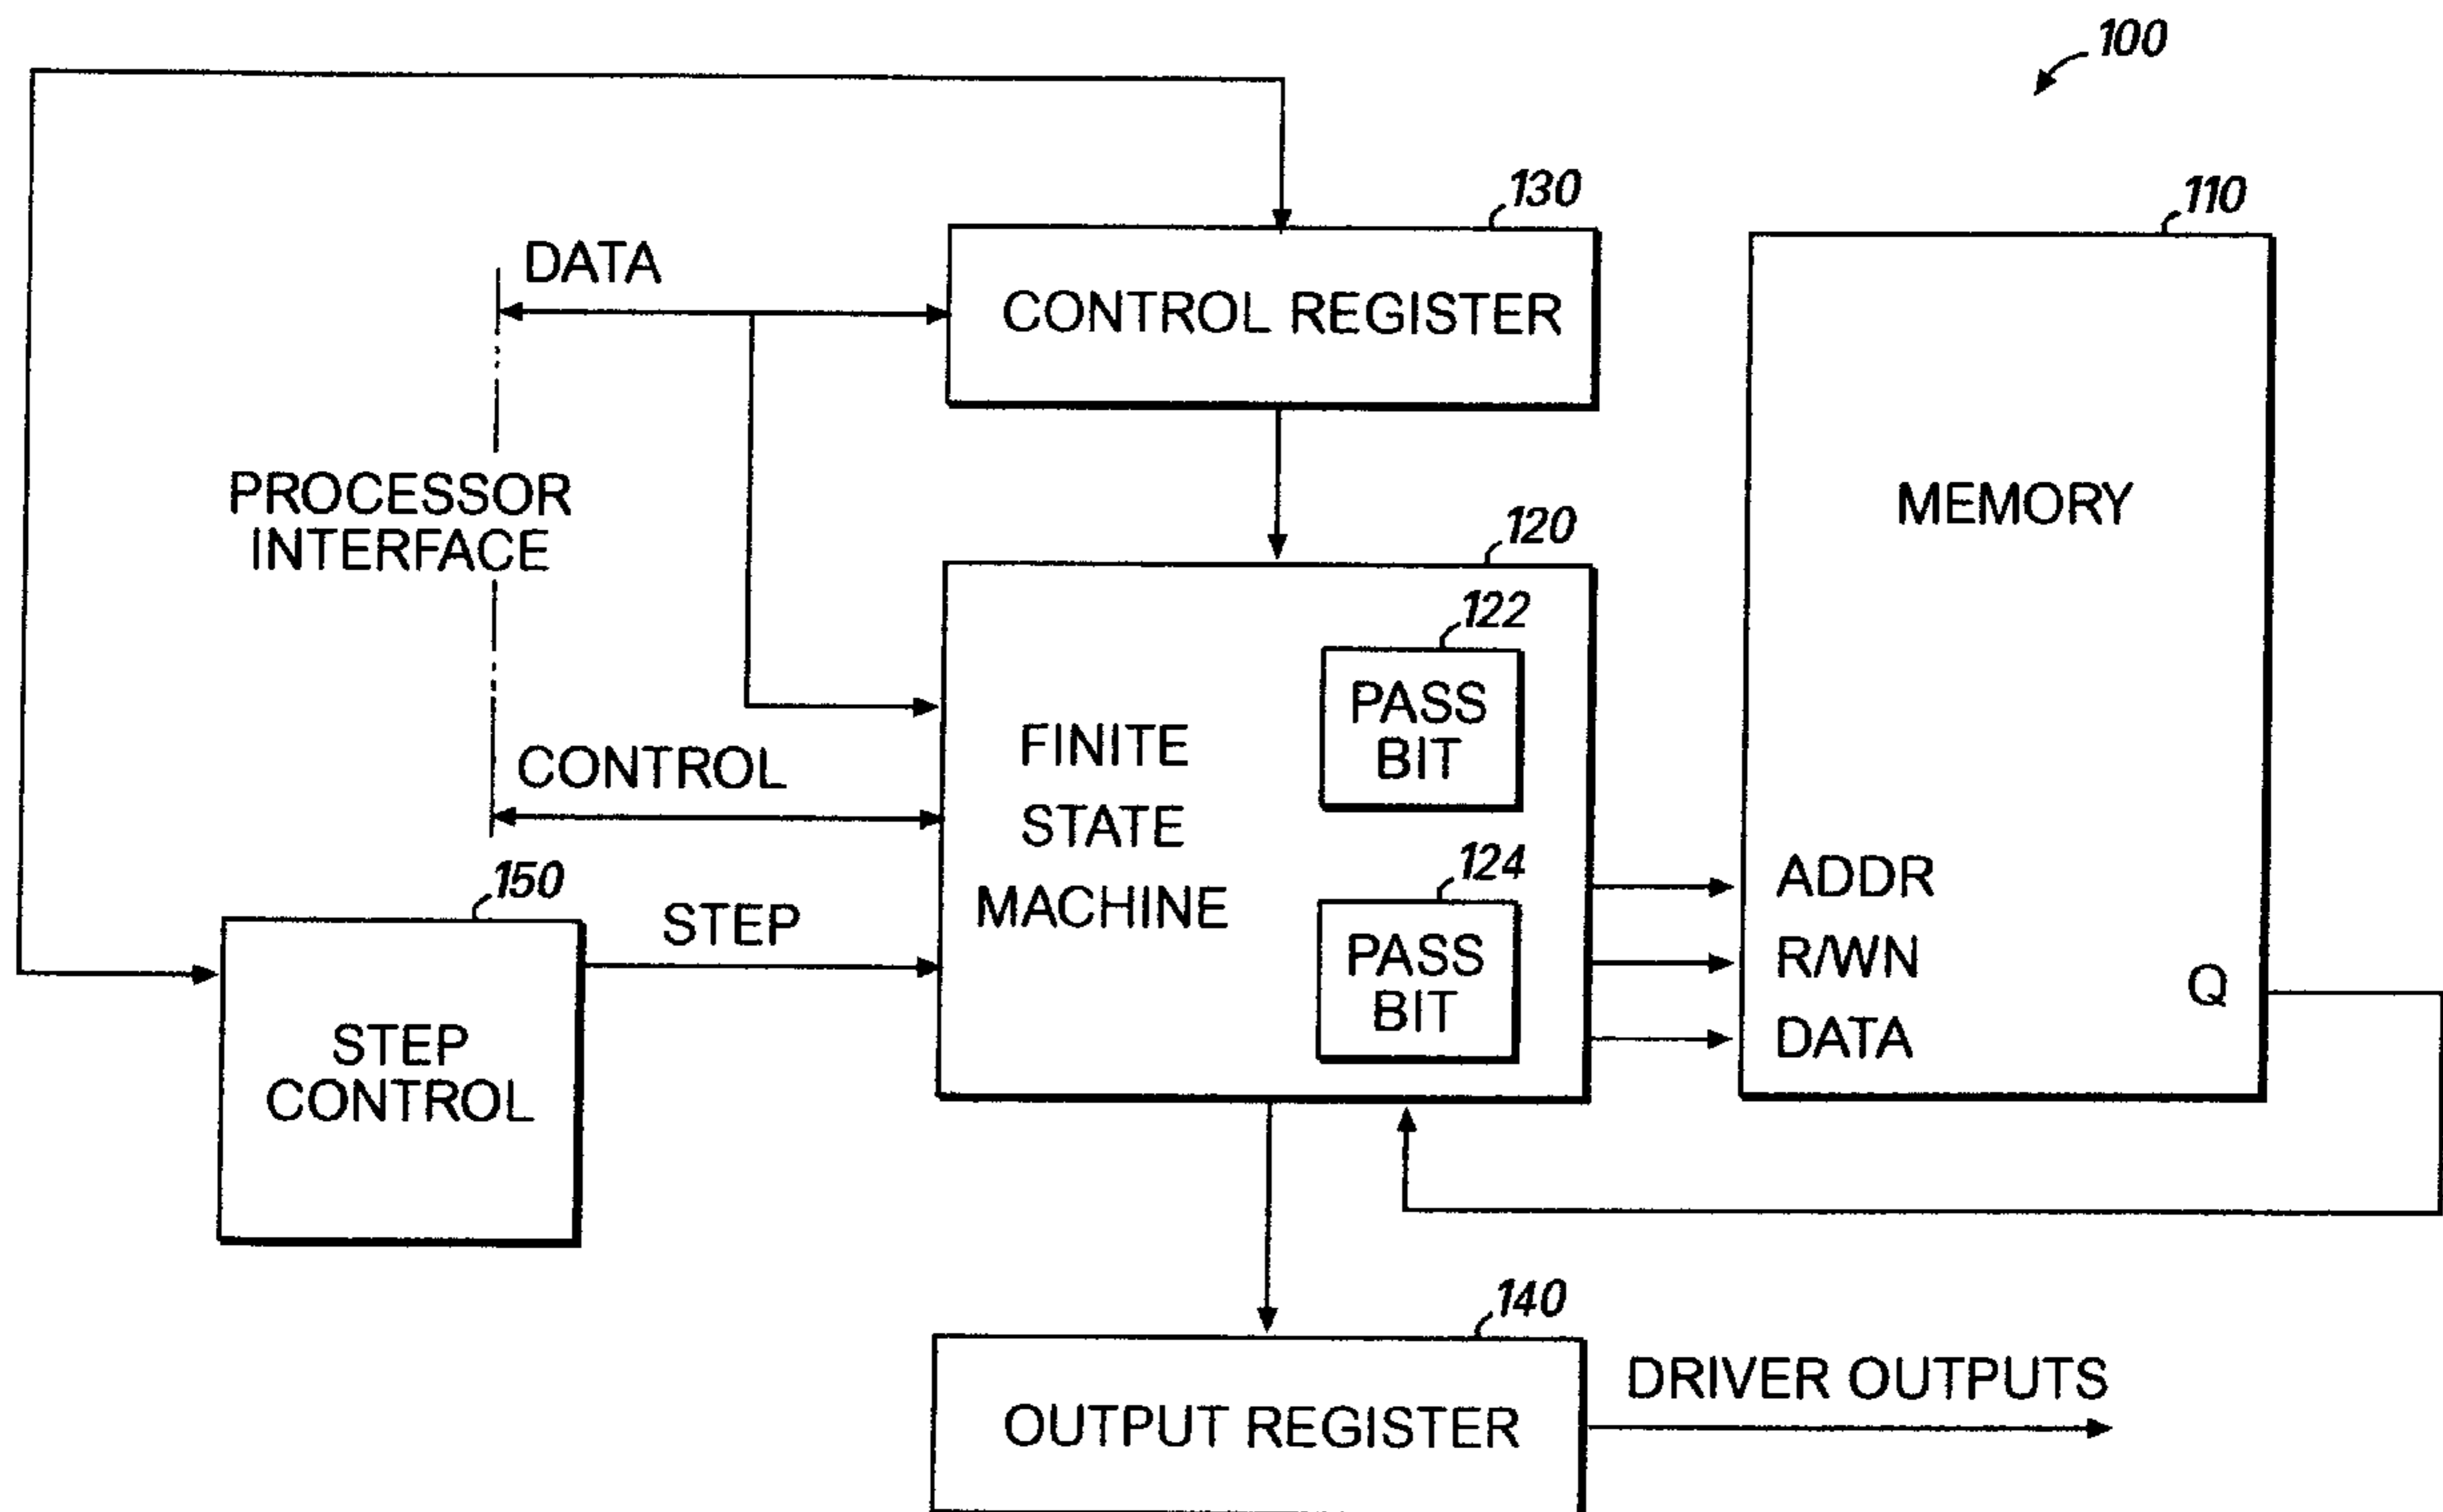 100
130
110
DATA
CONTROL REGISTER
PROCESSOR
INTERFACE
MEMORY
120
122
PASS
BIT
FINITE
STATE
MACHINE
CONTROL
124
PASS
BIT
150
STEP
ADDR
R/WN
DATA
Q
STEP
CONTROL
140
OUTPUT REGISTER
DRIVER OUTPUTS